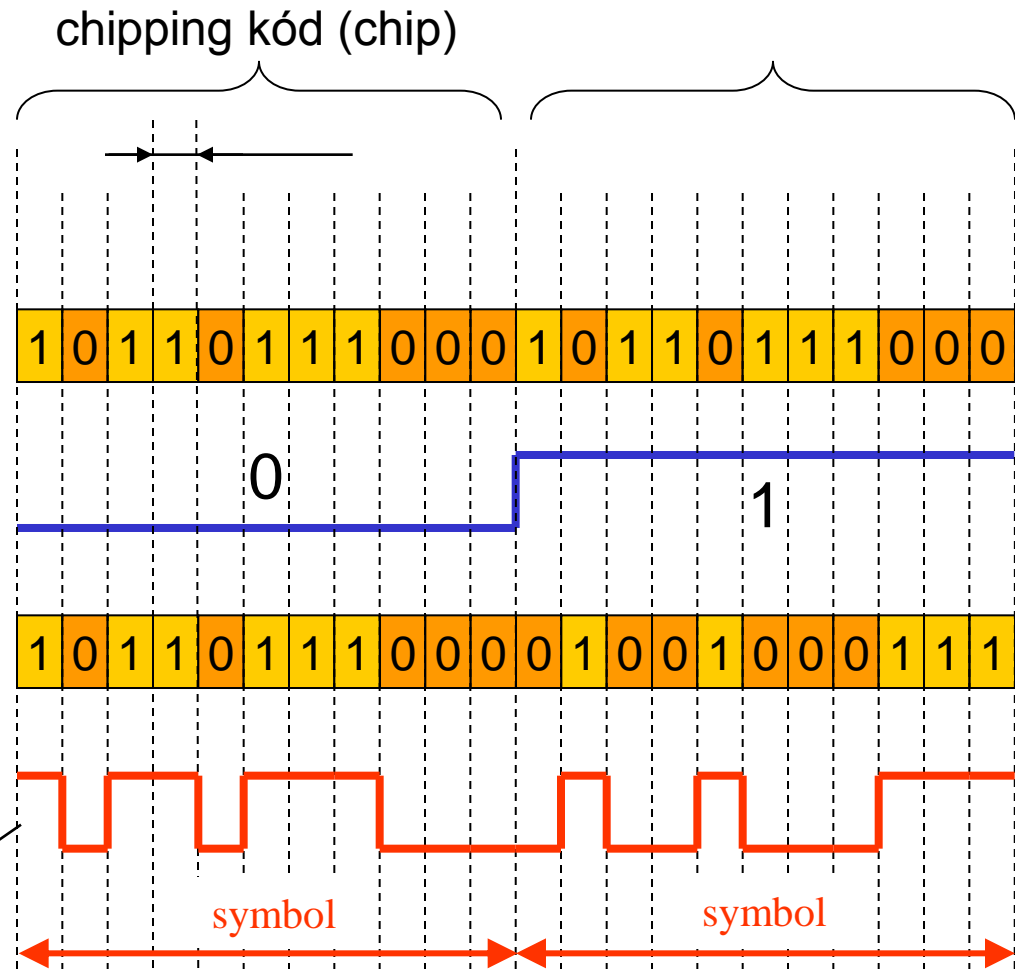 chipping kód (chip)
1 0 1 1 0 1 1 1 0 0 0 1 0 1 1 0 1 1 1 0 0 0
0 1
1 0 1 1 0 1 1 1 0 0 0 0 1 0 0 1 0 0 0 1 1 1
symbol symbol